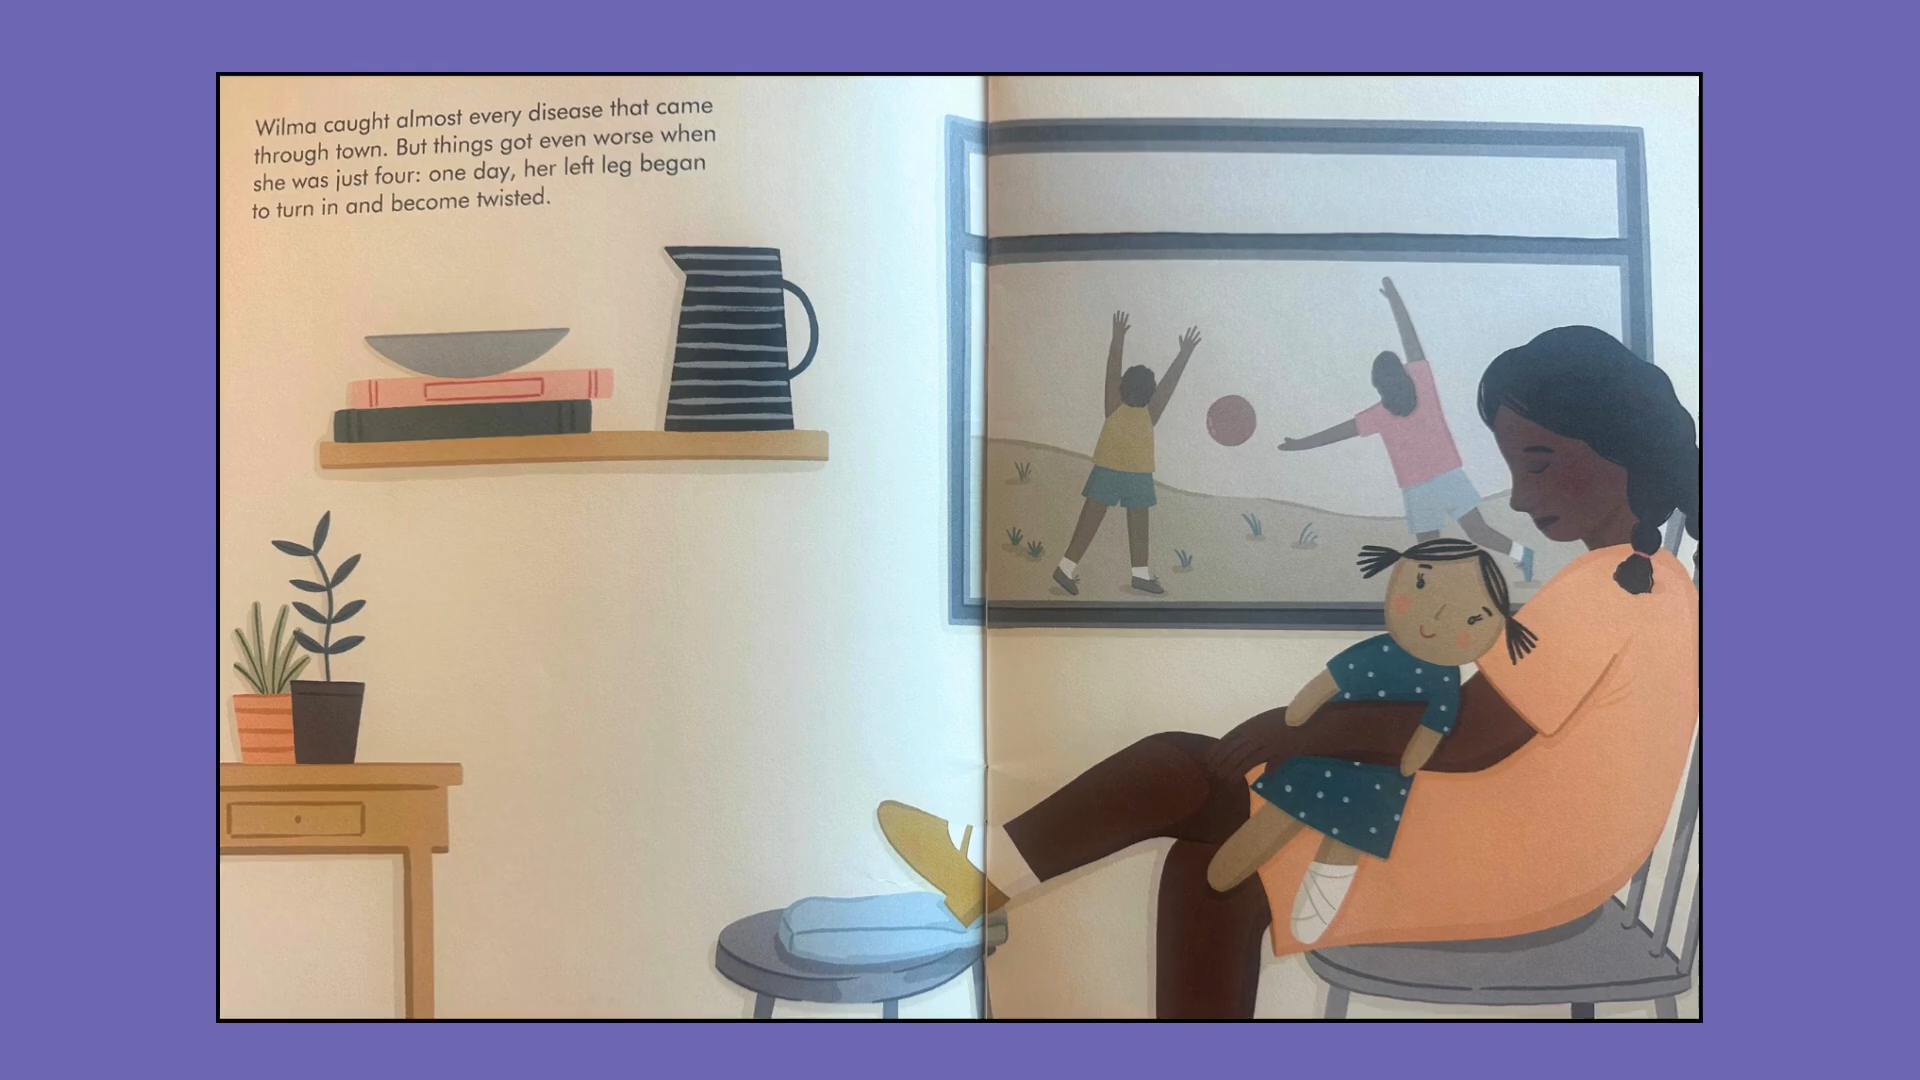 Wilma caught almost every disease that came
through town. But things got even worse when
she was just four: one day, her left leg began
to turn in and become twisted.